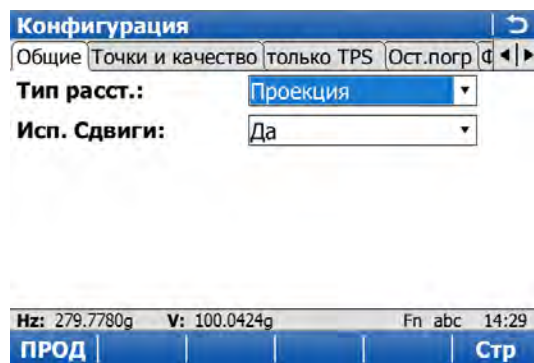 Конфигурация
Общие Точки и качество только TPS Ост.погр
Тип расст.: Проекция
Исп. Сдвиги: Да
Hz: 279.7780g V: 100.0424g Fn abc 14:29
ПРОД Стр